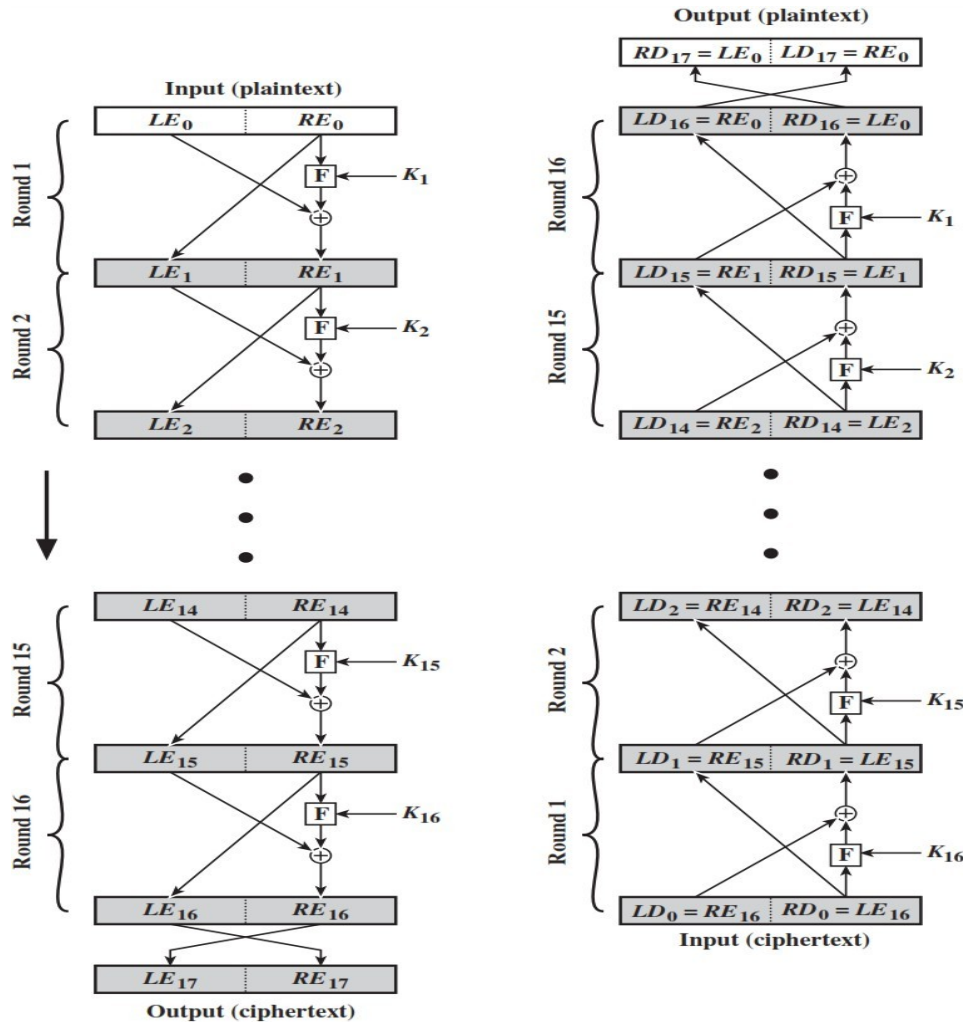 Input (plaintext)
LE0 RE0
Round 1
F
K1
+
LE1 RE1
Round 2
F
K2
+
LE2 RE2
LE14 RE14
Round 15
F
K15
+
LE15 RE15
Round 16
F
K16
+
LE16 RE16
LE17 RE17
Output (ciphertext)
Output (plaintext)
RD17 = LE0 LD17 = RE0
LD16 = RE0 RD16 = LE0
Round 16
+
F
K1
LD15 = RE1 RD15 = LE1
Round 15
+
F
K2
LD14 = RE2 RD14 = LE2
LD2 = RE14 RD2 = LE14
Round 2
+
F
K15
LD1 = RE15 RD1 = LE15
Round 1
+
F
K16
LD0 = RE16 RD0 = LE16
Input (ciphertext)